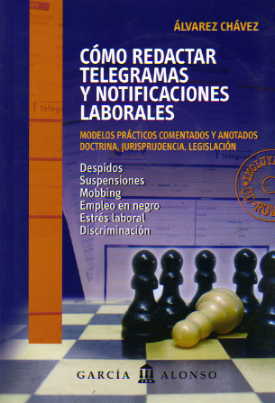 ÁLVAREZ CHÁVEZ
CÓMO REDACTAR
TELEGRAMAS
Y NOTIFICACIONES
LABORALES
MODELOS PRÁCTICOS COMENTADOS Y ANOTADOS
DOCTRINA, JURISPRUDENCIA, LEGISLACIÓN
Despidos
Suspensiones
Mobbing
Empleo en negro
Estrés laboral
Discriminación
GARCÍA ALONSO